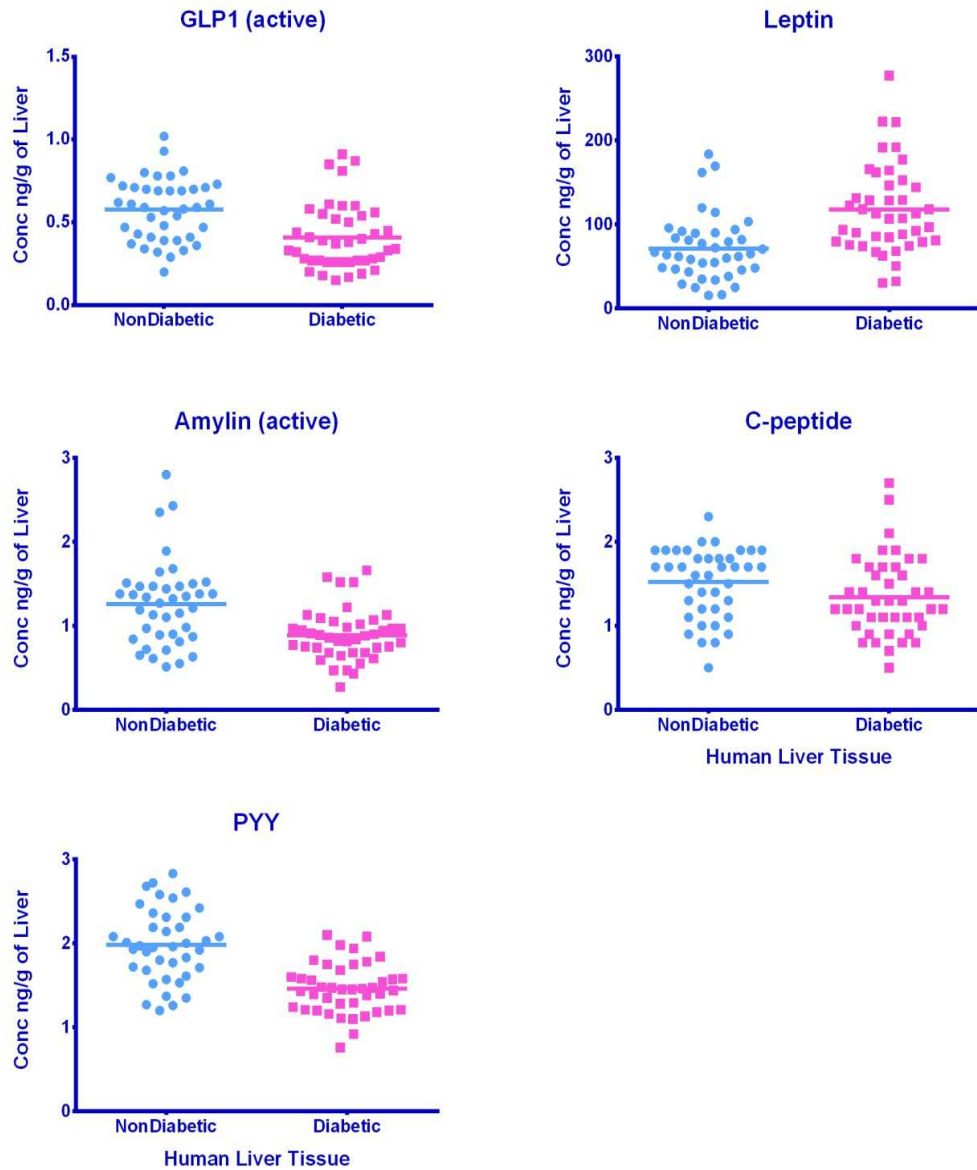 GLP1 (active)
Conc ng/g of Liver
1.5
1.0
0.5
0.0
NonDiabetic
Diabetic
Leptin
Conc ng/g of Liver
300
200
100
0
NonDiabetic
Diabetic
Amylin (active)
Conc ng/g of Liver
3
2
1
0
NonDiabetic
Diabetic
C-peptide
Conc ng/g of Liver
3
2
1
0
NonDiabetic
Diabetic
Human Liver Tissue
PYY
Conc ng/g of Liver
3
2
1
0
NonDiabetic
Diabetic
Human Liver Tissue